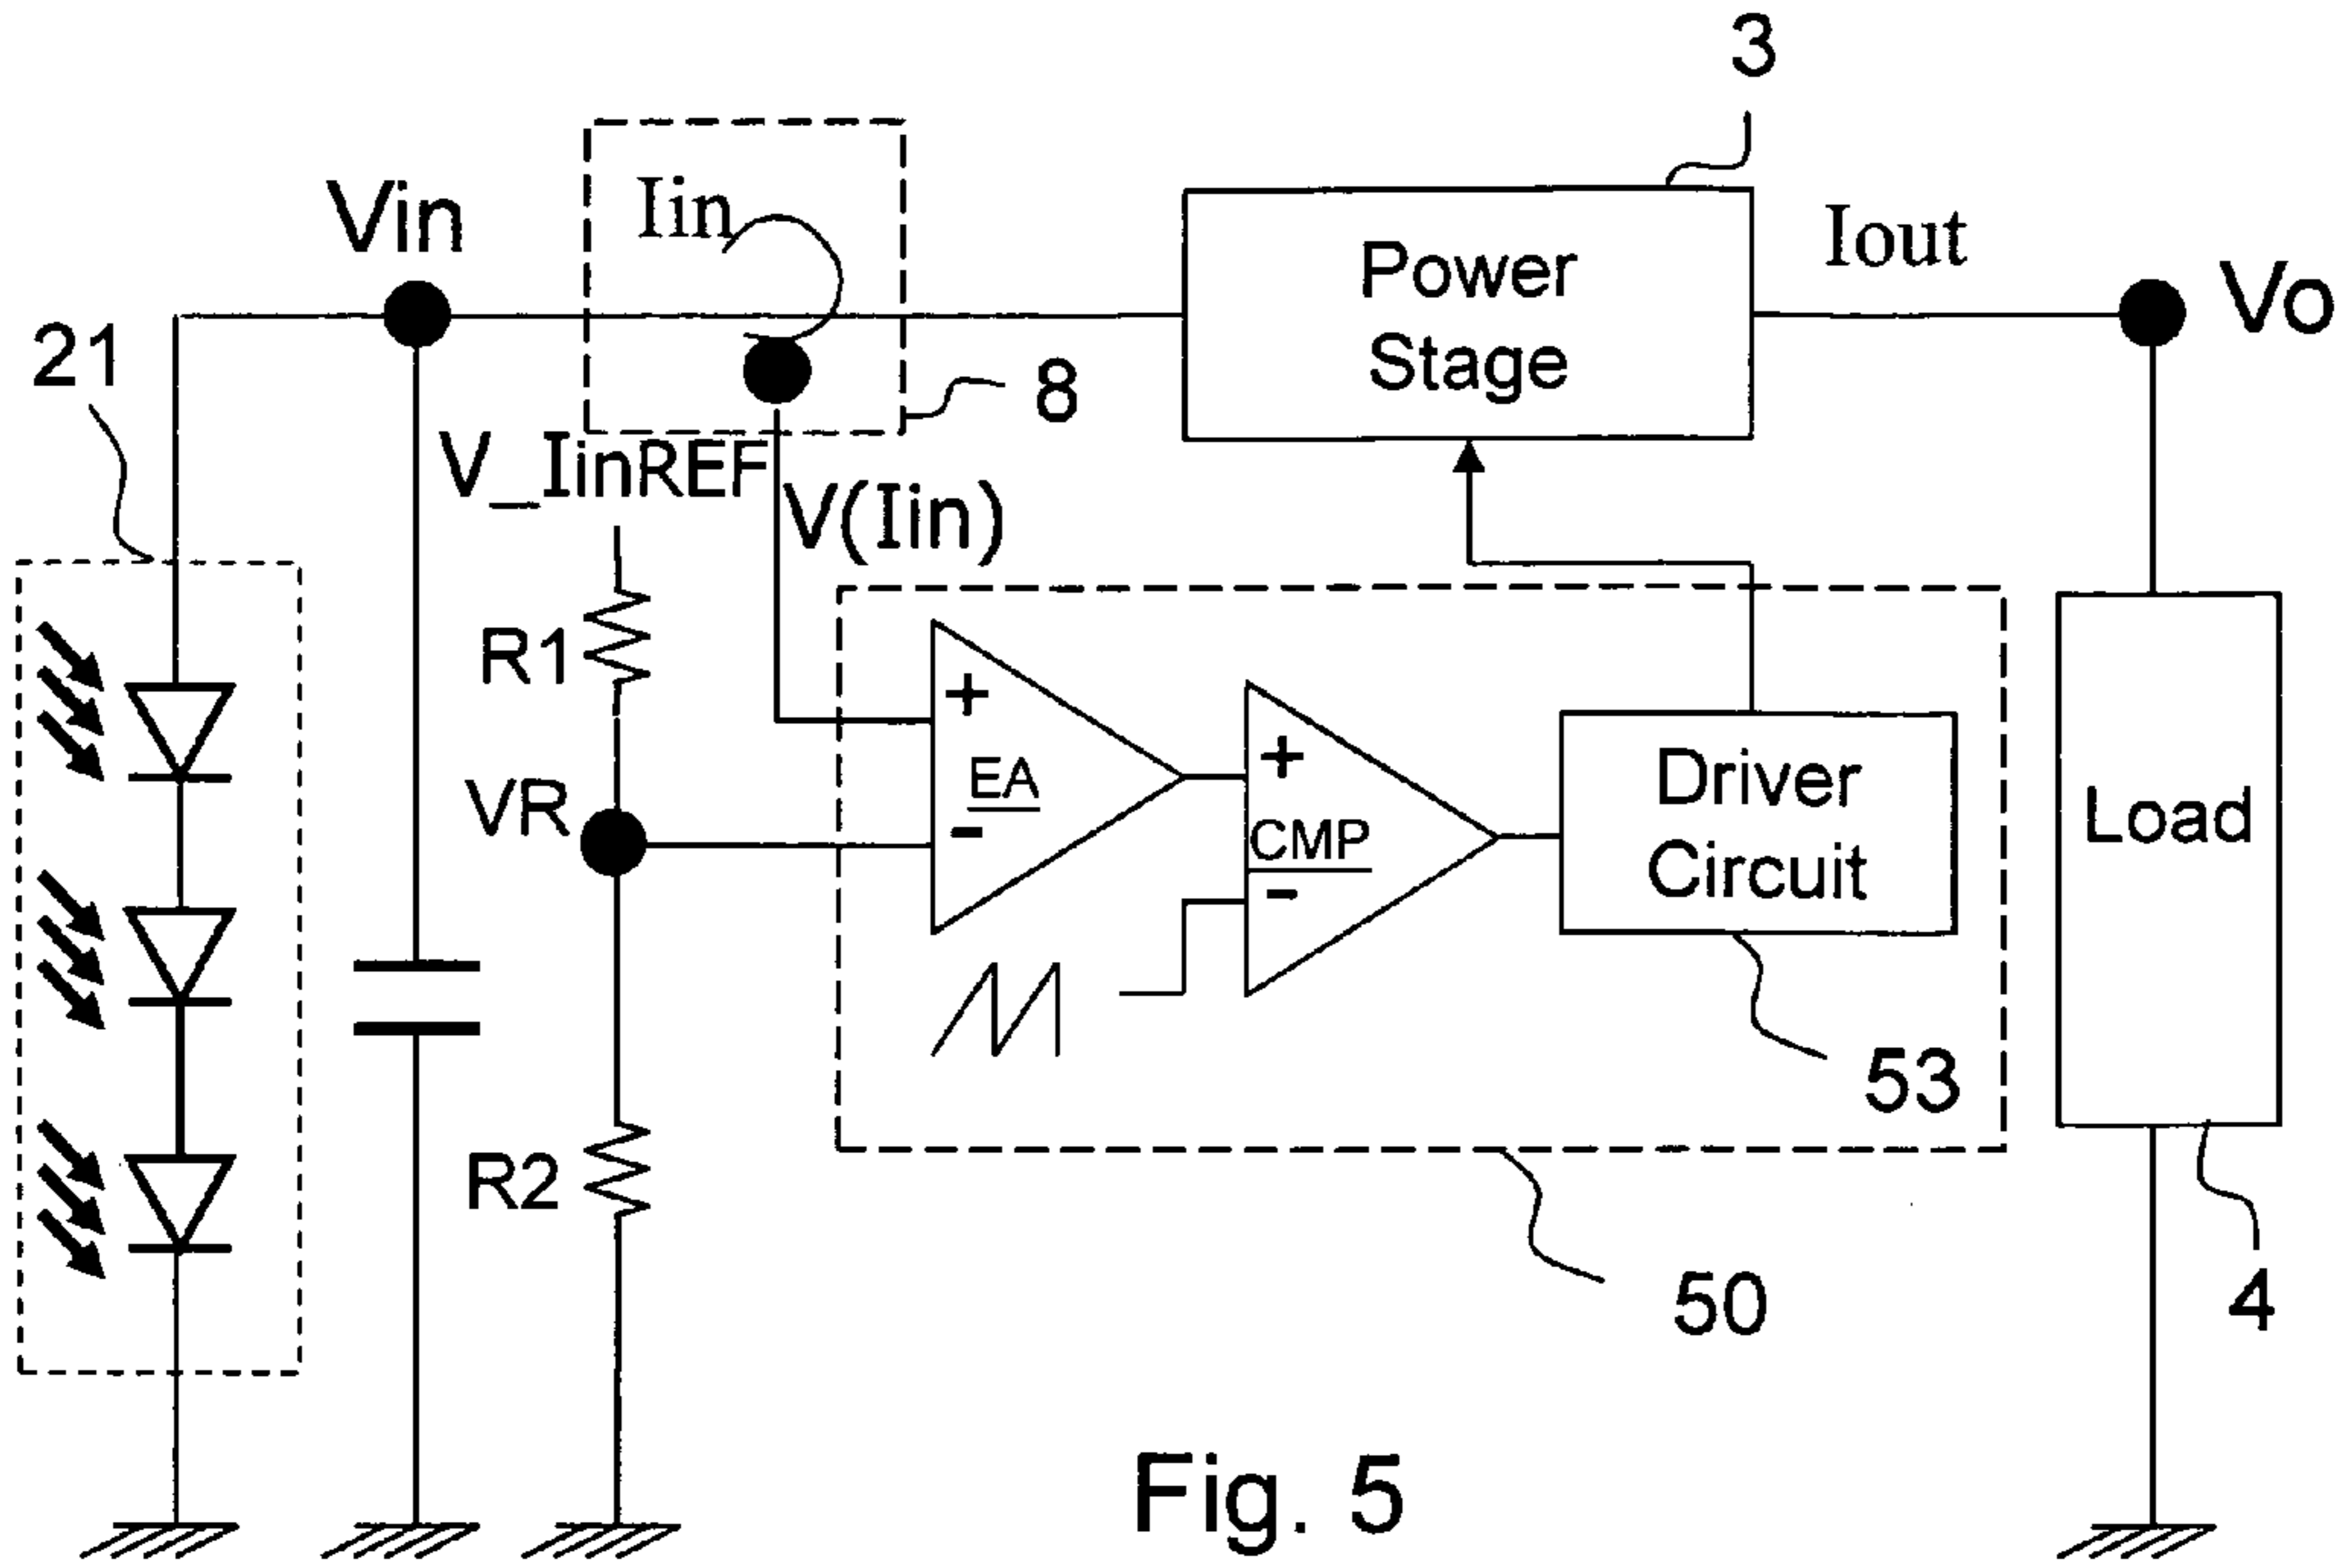 3
Vin
Iin
Power
Stage
Iout
Vo
21
8
V_IinREF
V(Iin)
R1
+
EA
-
VR
+
CMP
-
Driver
Circuit
Load
53
R2
50
4
Fig. 5